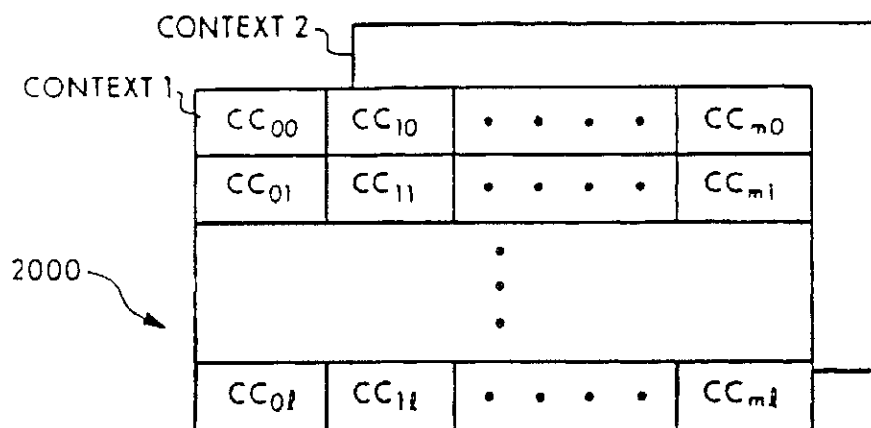 CONTEXT 2
CONTEXT 1
CC₀₀ CC₁₀ • • • • CCₘ₀
CC₀₁ CC₁₁ • • • • CCₘ₁
2000
CC₀ℓ CC₁ℓ • • • • CCₘℓ